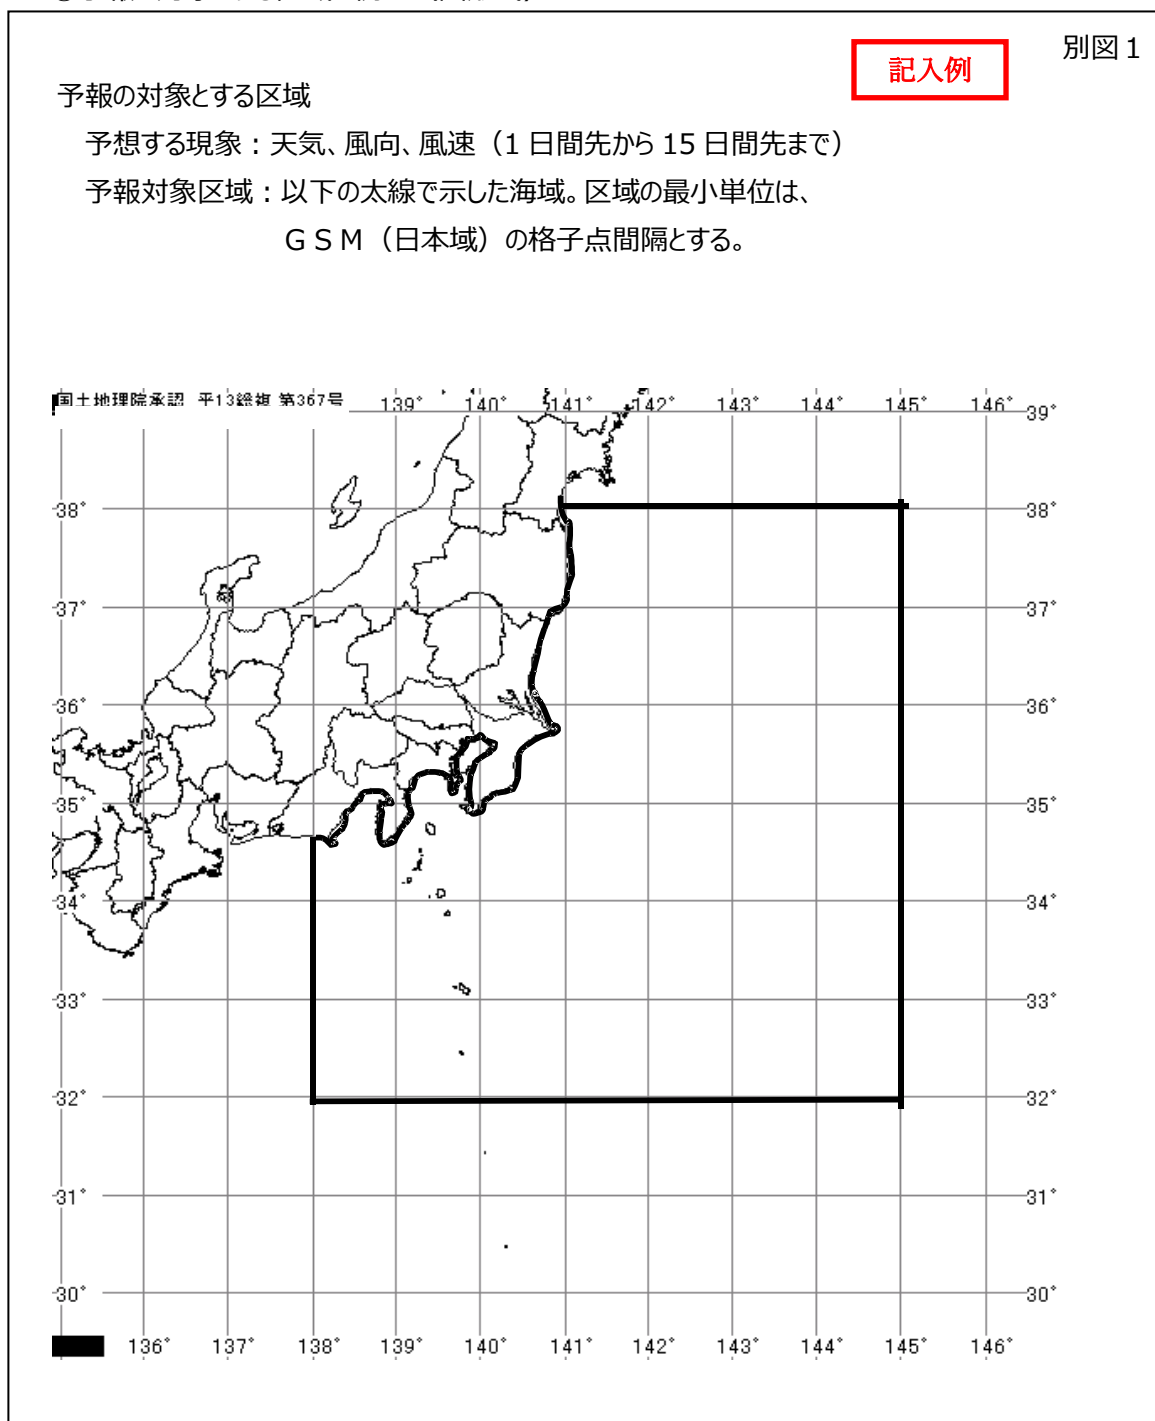 別図１
記入例
予報の対象とする区域
予想する現象：天気、風向、風速（1 日間先から 15 日間先まで）
予報対象区域：以下の太線で示した海域。区域の最小単位は、
ＧＳＭ（日本域）の格子点間隔とする。
国土地理院承認 平13総複 第367号
139° 140° 141° 142° 143° 144° 145° 146°
39°
38° 38°
37° 37°
36° 36°
35° 35°
34° 34°
33° 33°
32° 32°
31° 31°
30° 30°
136° 137° 138° 139° 140° 141° 142° 143° 144° 145° 146°